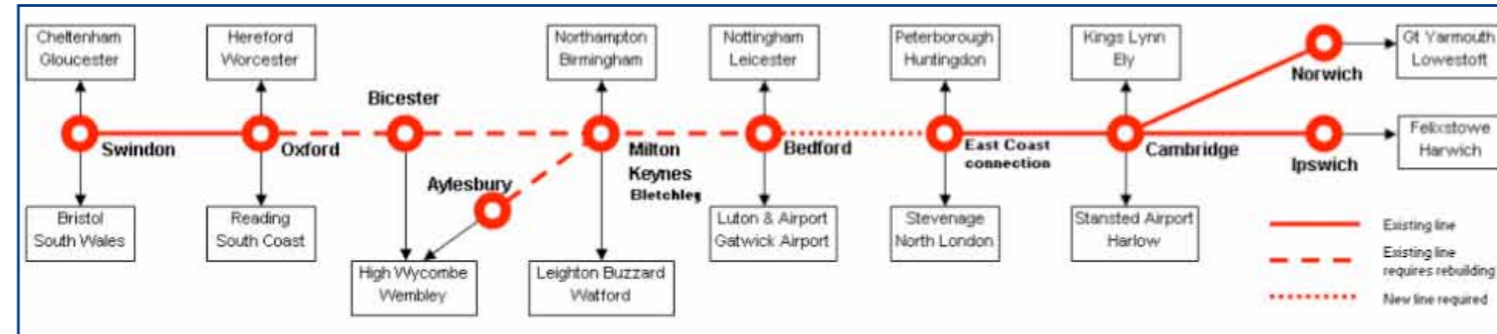 Cheltenham
Gloucester
Hereford
Worcester
Northampton
Birmingham
Nottingham
Leicester
Peterborough
Huntingdon
Kings Lynn
Ely
Gt Yarmouth
Lowestoft
Norwich
Bicester
Swindon
Oxford
Milton
Keynes
Bletchley
Bedford
East Coast
connection
Cambridge
Ipswich
Felixstowe
Harwich
Aylesbury
Bristol
South Wales
Reading
South Coast
High Wycombe
Wembley
Leighton Buzzard
Watford
Luton & Airport
Gatwick Airport
Stevenage
North London
Stansted Airport
Harlow
Existing line
Existing line
requires rebuilding
New line required